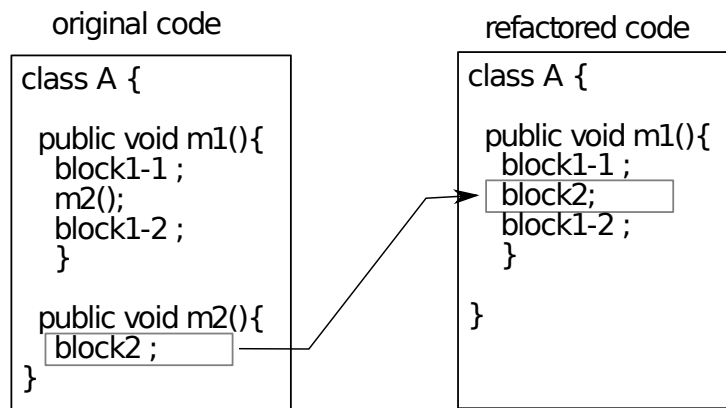 original code
class A {
public void m1(){
block1-1 ;
m2();
block1-2 ;
}
public void m2(){
block2 ;
}
refactored code
class A {
public void m1(){
block1-1 ;
block2;
block1-2 ;
}
}